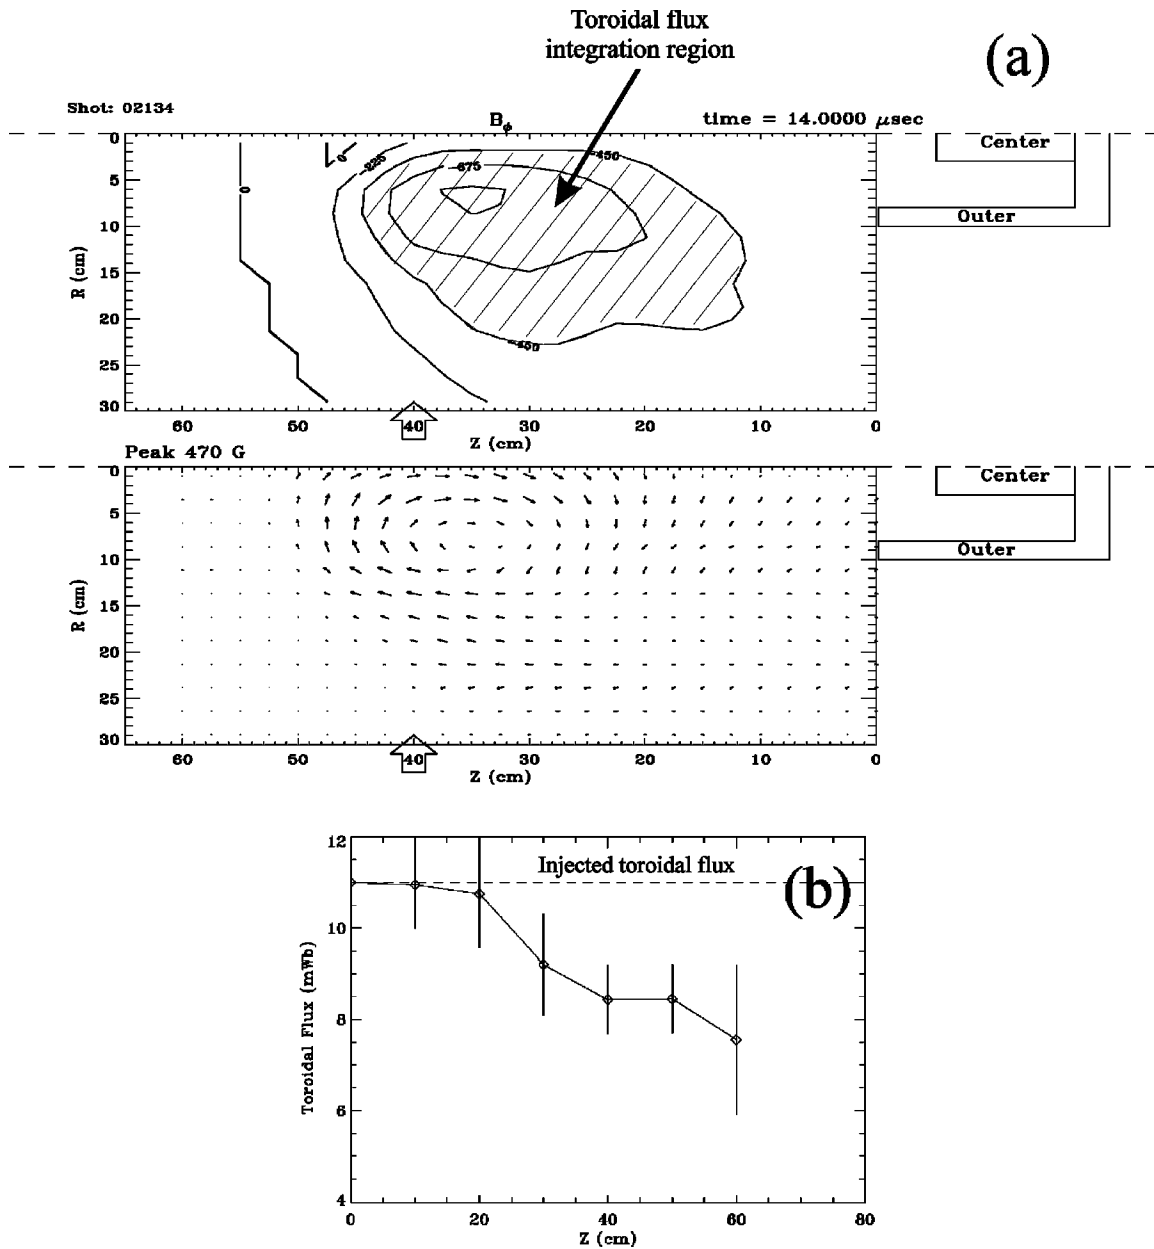 Toroidal flux
integration region
(a)
Shot: 02134
Bϕ
time = 14.0000 μsec
0
5
10
15
20
25
30
R (cm)
0
0
-225
-675
-450
-450
Center
Outer
60
50
40
30
20
10
0
Z (cm)
Peak 470 G
0
5
10
15
20
25
30
R (cm)
Center
Outer
60
50
40
30
20
10
0
Z (cm)
12
10
8
6
4
Toroidal Flux (mWb)
Injected toroidal flux
(b)
0
20
40
60
80
Z (cm)